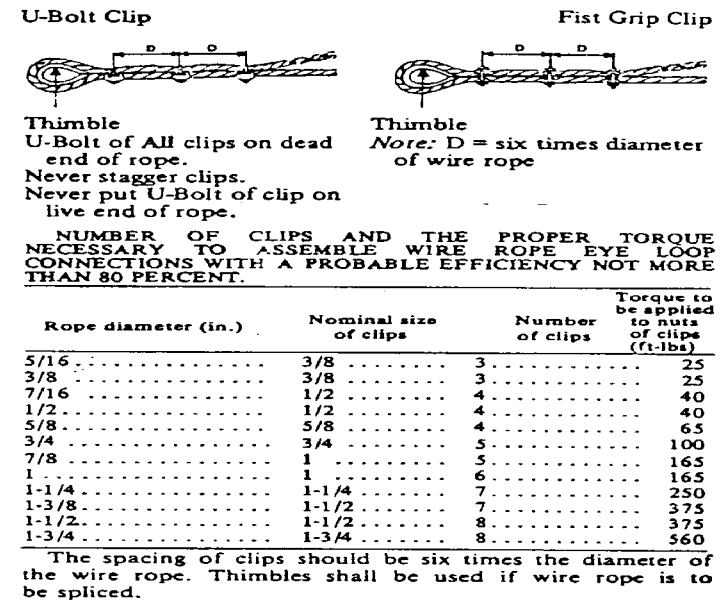 U-Bolt Clip Fist Grip Clip
D D D D
Thimble Thimble
U-Bolt of All clips on dead
end of rope.
Never stagger clips.
Never put U-Bolt of clip on
live end of rope.
Note: D = six times diameter
of wire rope
NUMBER OF CLIPS AND THE PROPER TORQUE
NECESSARY TO ASSEMBLE WIRE ROPE EYE LOOP
CONNECTIONS WITH A PROBABLE EFFICIENCY NOT MORE
THAN 80 PERCENT.
Rope diameter (in.) Nominal size of clips Number of clips Torque to be applied to nuts of clips (ft-lbs)
5/16 3/8 3 25
3/8 3/8 3 25
7/16 1/2 4 40
1/2 1/2 4 40
5/8 5/8 4 65
3/4 3/4 5 100
7/8 1 5 165
1 1 6 165
1-1/4 1-1/4 7 250
1-3/8 1-1/2 7 375
1-1/2 1-1/2 8 375
1-3/4 1-3/4 8 560
The spacing of clips should be six times the diameter of
the wire rope. Thimbles shall be used if wire rope is to
be spliced.